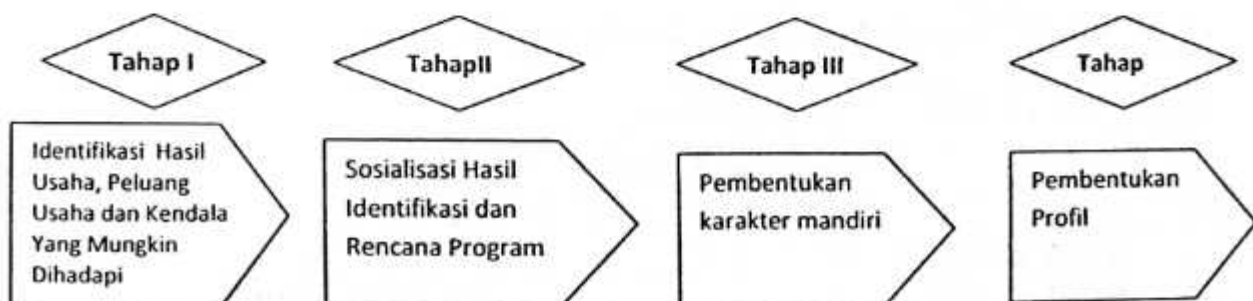 Tahap I
TahapII
Tahap III
Tahap
Identifikasi Hasil
Usaha, Peluang
Usaha dan Kendala
Yang Mungkin
Dihadapi
Sosialisasi Hasil
Identifikasi dan
Rencana Program
Pembentukan
karakter mandiri
Pembentukan
Profil